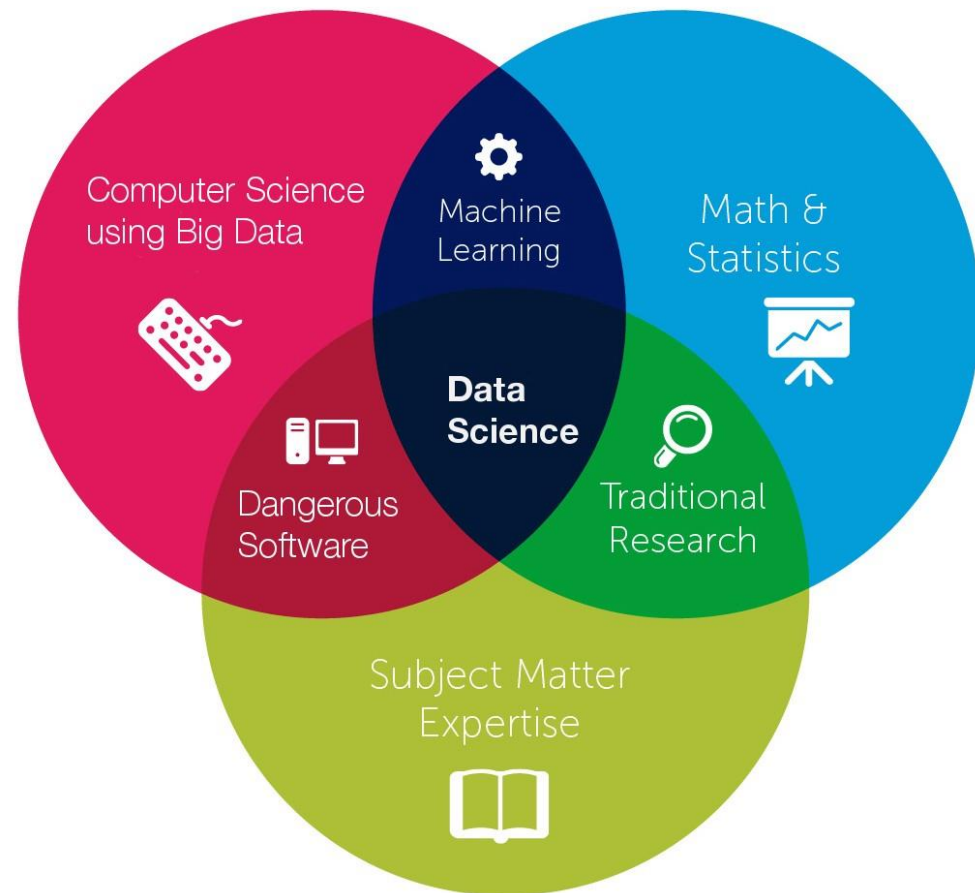 Computer Science
using Big Data
Machine
Learning
Math &
Statistics
Data
Science
Dangerous
Software
Traditional
Research
Subject Matter
Expertise